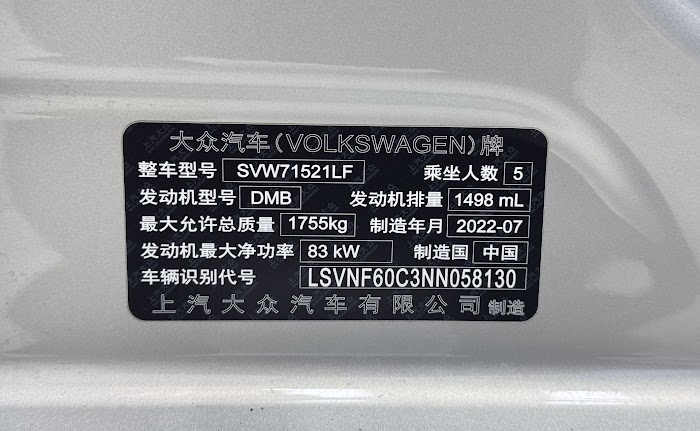 大众汽车(VOLKSWAGEN)牌
整车型号 SVW71521LF 乘坐人数 5
发动机型号 DMB 发动机排量 1498 mL
最大允许总质量 1755kg 制造年月 2022-07
发动机最大净功率 83 kW 制造国 中国
车辆识别代号 LSVNF60C3NN058130
上汽大众汽车有限公司 制造